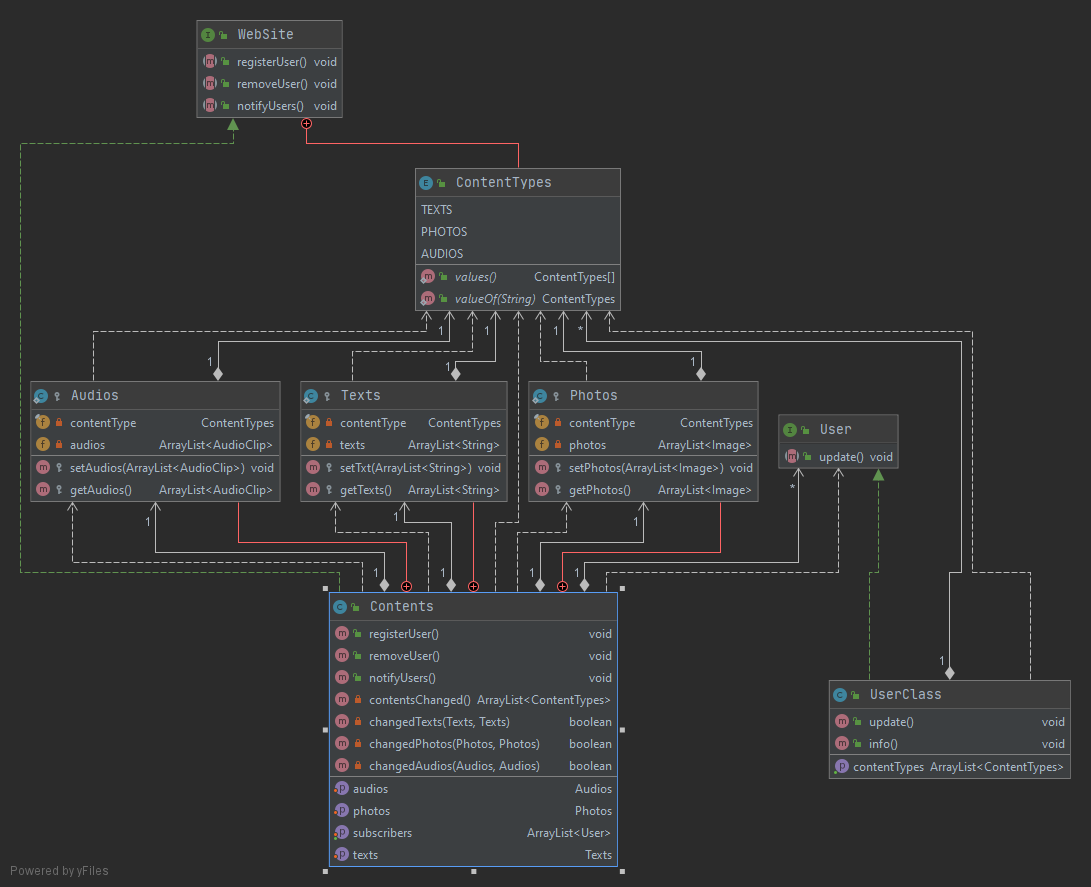 WebSite
registerUser() void
removeUser() void
notifyUsers() void
ContentTypes
TEXTS
PHOTOS
AUDIOS
values() ContentTypes[]
valueOf(String) ContentTypes
1
1
1
*
1
1
1
Audios
contentType ContentTypes
audios ArrayList<AudioClip>
setAudios(ArrayList<AudioClip>) void
getAudios() ArrayList<AudioClip>
Texts
contentType ContentTypes
texts ArrayList<String>
setTxt(ArrayList<String>) void
getTexts() ArrayList<String>
Photos
contentType ContentTypes
photos ArrayList<Image>
setPhotos(ArrayList<Image>) void
getPhotos() ArrayList<Image>
User
update() void
*
1
1
1
1
1
1
1
Contents
registerUser() void
removeUser() void
notifyUsers() void
contentsChanged() ArrayList<ContentTypes>
changedTexts(Texts, Texts) boolean
changedPhotos(Photos, Photos) boolean
changedAudios(Audios, Audios) boolean
audios Audios
photos Photos
subscribers ArrayList<User>
texts Texts
1
UserClass
update() void
info() void
contentTypes ArrayList<ContentTypes>
Powered by yFiles